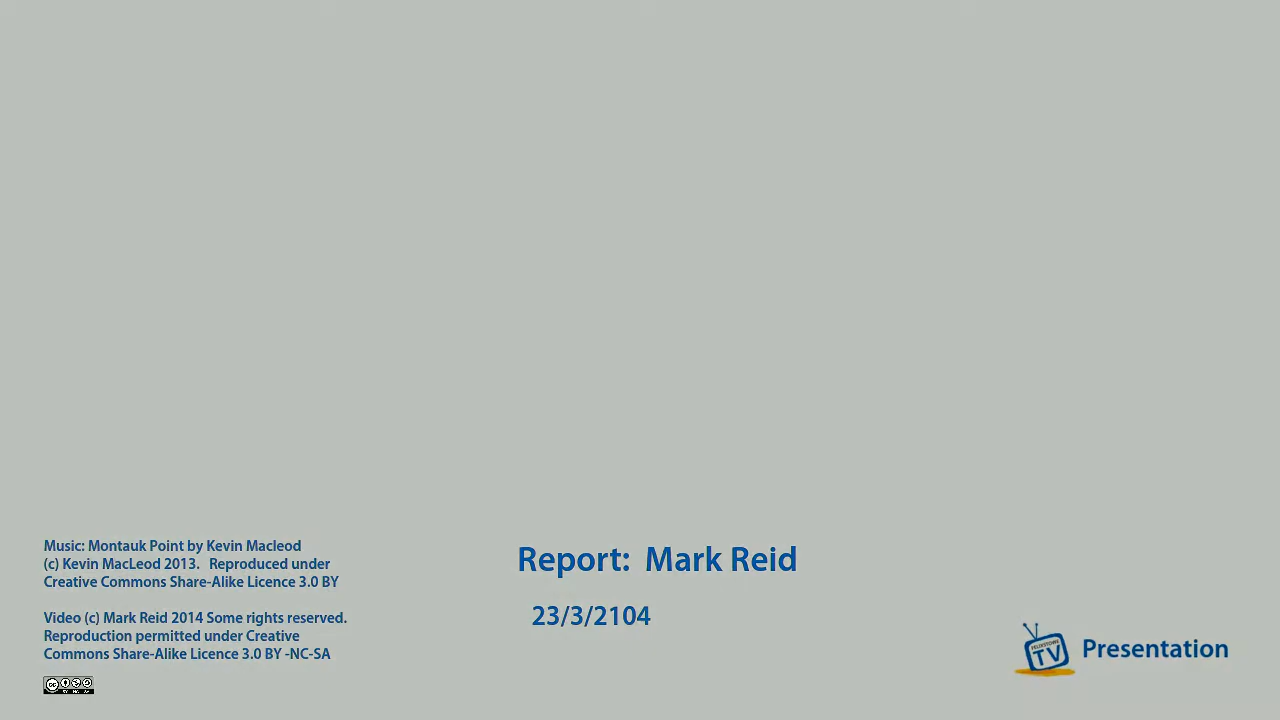 Music: Montauk Point by Kevin Macleod
(c) Kevin MacLeod 2013. Reproduced under
Creative Commons Share-Alike Licence 3.0 BY
Video (c) Mark Reid 2014 Some rights reserved.
Reproduction permitted under Creative
Commons Share-Alike Licence 3.0 BY -NC-SA
Report: Mark Reid
23/3/2104
FELIXSTOWE
TV
Presentation